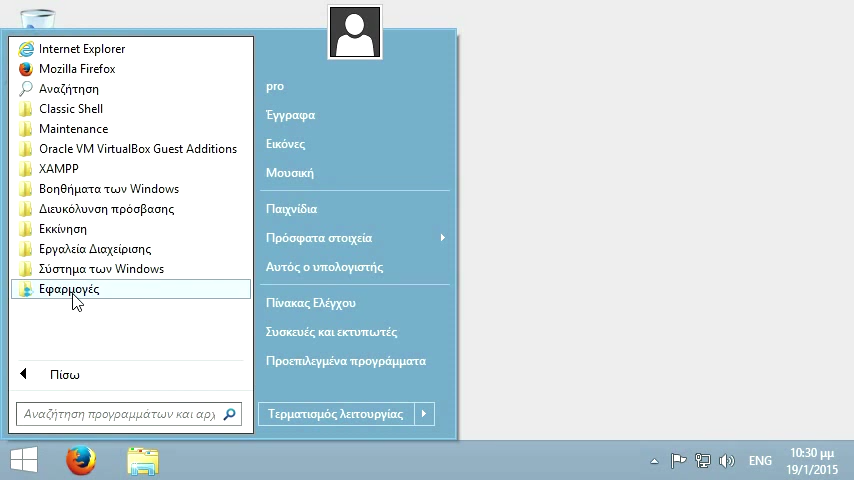 Internet Explorer
Mozilla Firefox
Αναζήτηση
Classic Shell
Maintenance
Oracle VM VirtualBox Guest Additions
XAMPP
Βοηθήματα των Windows
Διευκόλυνση πρόσβασης
Εκκίνηση
Εργαλεία Διαχείρισης
Σύστημα των Windows
Εφαρμογές
Πίσω
Αναζήτηση προγραμμάτων και αρχ
pro
Έγγραφα
Εικόνες
Μουσική
Παιχνίδια
Πρόσφατα στοιχεία
Αυτός ο υπολογιστής
Πίνακας Ελέγχου
Συσκευές και εκτυπωτές
Προεπιλεγμένα προγράμματα
Τερματισμός λειτουργίας
ENG
10:30 μμ
19/1/2015